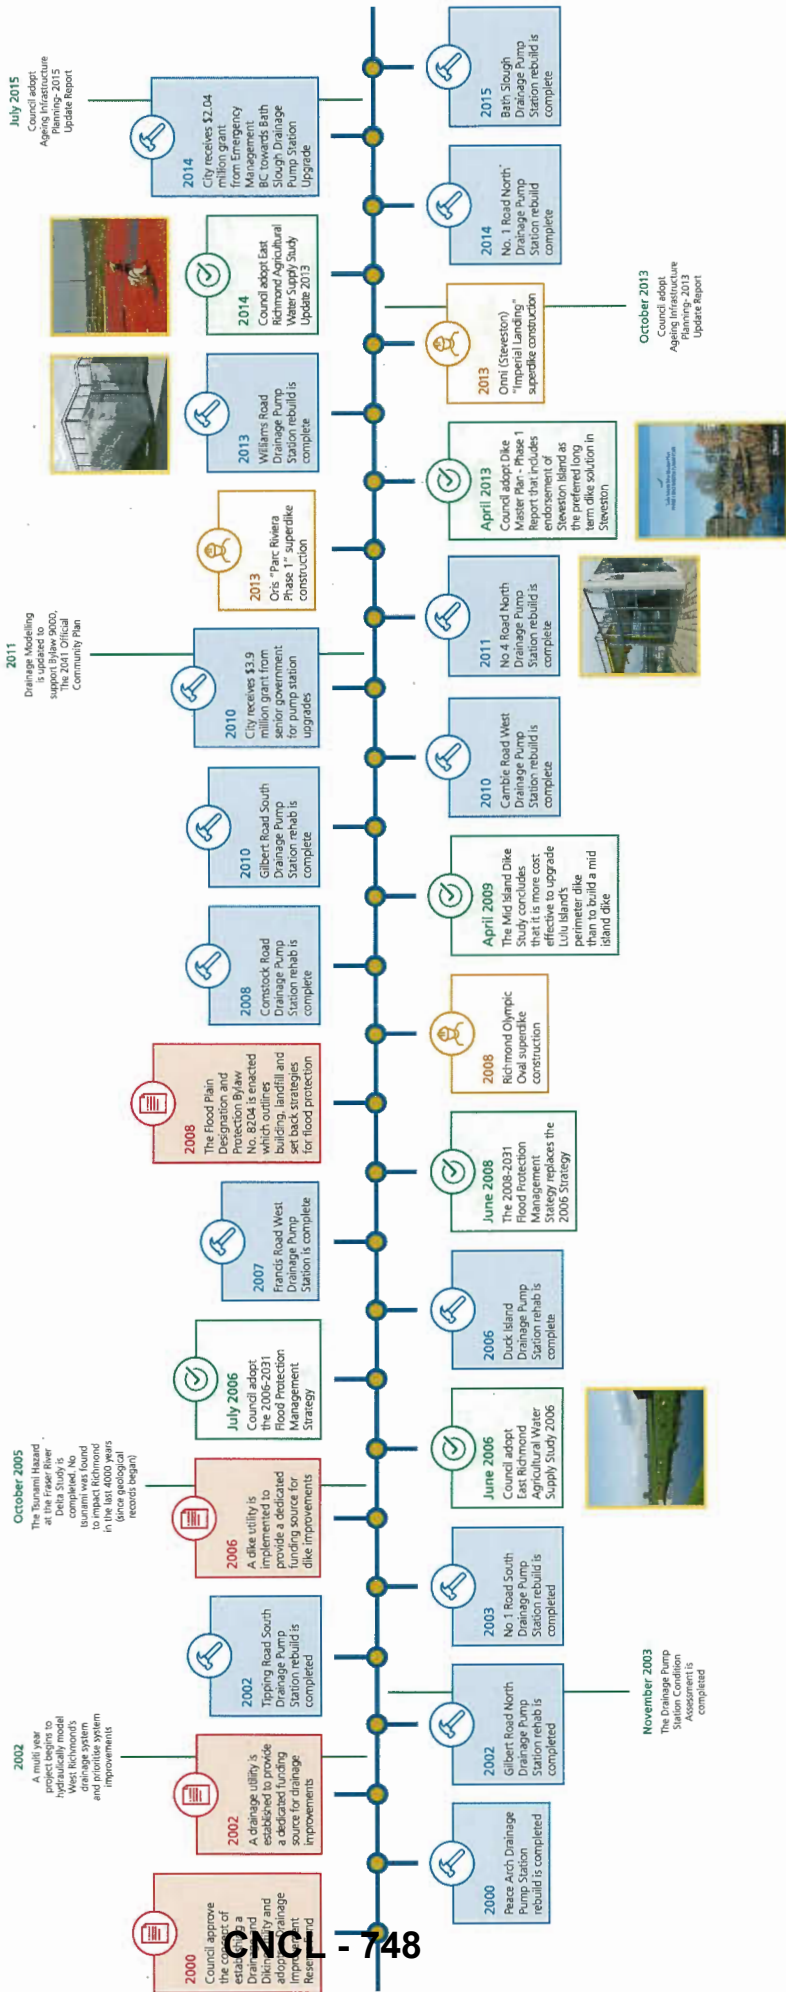 2002
A multi year
project begins to
hydraulically model
West Richmond's
drainage system
and prioritise system
improvements
October 2005
The Tsunami Hazard
at the Fraser River
Delta Study is
completed. No
tsunami was found
to impact Richmond
in the last 4000 years
(since geological
records began)
2011
Drainage Modelling
is updated to
support Bylaw 9000,
The 2041 Official
Community Plan
July 2015
Council adopt
Ageing Infrastructure
Planning- 2015
Update Report
2000
Council approve
the concept of
establishing a
Drainage and
Diking Utility and
adopt Drainage
Improvement
Reserve Fund
2002
A drainage utility is
established to provide
a dedicated funding
source for drainage
improvements
2002
Tipping Road South
Drainage Pump
Station rebuild is
completed
2006
A dike utility is
implemented to
provide a dedicated
funding source for
dike improvements
July 2006
Council adopt
the 2006-2031
Flood Protection
Management
Strategy
2007
Francis Road West
Drainage Pump
Station is complete
2008
The Flood Plain
Designation and
Protection Bylaw
No. 8204 is enacted
which outlines
building, landfill and
set back strategies
for flood protection
2008
Comstock Road
Drainage Pump
Station rehab is
complete
2010
Gilbert Road South
Drainage Pump
Station rehab is
complete
2010
City receives $3.9
million grant from
senior government
for pump station
upgrades
2013
Oris "Parc Riviera
Phase 1" superdike
construction
2013
Williams Road
Drainage Pump
Station rebuild is
complete
2014
Council adopt East
Richmond Agricultural
Water Supply Study
Update 2013
2014
City receives $2.04
million grant
from Emergency
Management
BC towards Bath
Slough Drainage
Pump Station
Upgrade
2000
Peace Arch Drainage
Pump Station
rebuild is completed
2002
Gilbert Road North
Drainage Pump
Station rehab is
completed
2003
No 1 Road South
Drainage Pump
Station rebuild is
completed
June 2006
Council adopt
East Richmond
Agricultural Water
Supply Study 2006
2006
Duck Island
Drainage Pump
Station rehab is
complete
June 2008
The 2008-2031
Flood Protection
Management
Stategy replaces the
2006 Strategy
2008
Richmond Olympic
Oval superdike
construction
April 2009
The Mid Island Dike
Study concludes
that it is more cost
effective to upgrade
Lulu Island's
perimeter dike
than to build a mid
island dike
2010
Cambie Road West
Drainage Pump
Station rebuild is
complete
2011
No 4 Road North
Drainage Pump
Station rebuild is
complete
April 2013
Council adopt Dike
Master Plan - Phase 1
Report that includes
endorsement of
Steveston Island as
the preferred long
term dike solution in
Steveston
2013
Onni (Steveston)
"Imperial Landing"
superdike construction
2014
No. 1 Road North
Drainage Pump
Station rebuild
complete
2015
Bath Slough
Drainage Pump
Station rebuild is
complete
November 2003
The Drainage Pump
Station Condition
Assessment is
completed
October 2013
Council adopt
Ageing Infrastructure
Planning- 2013
Update Report
CNCL - 748